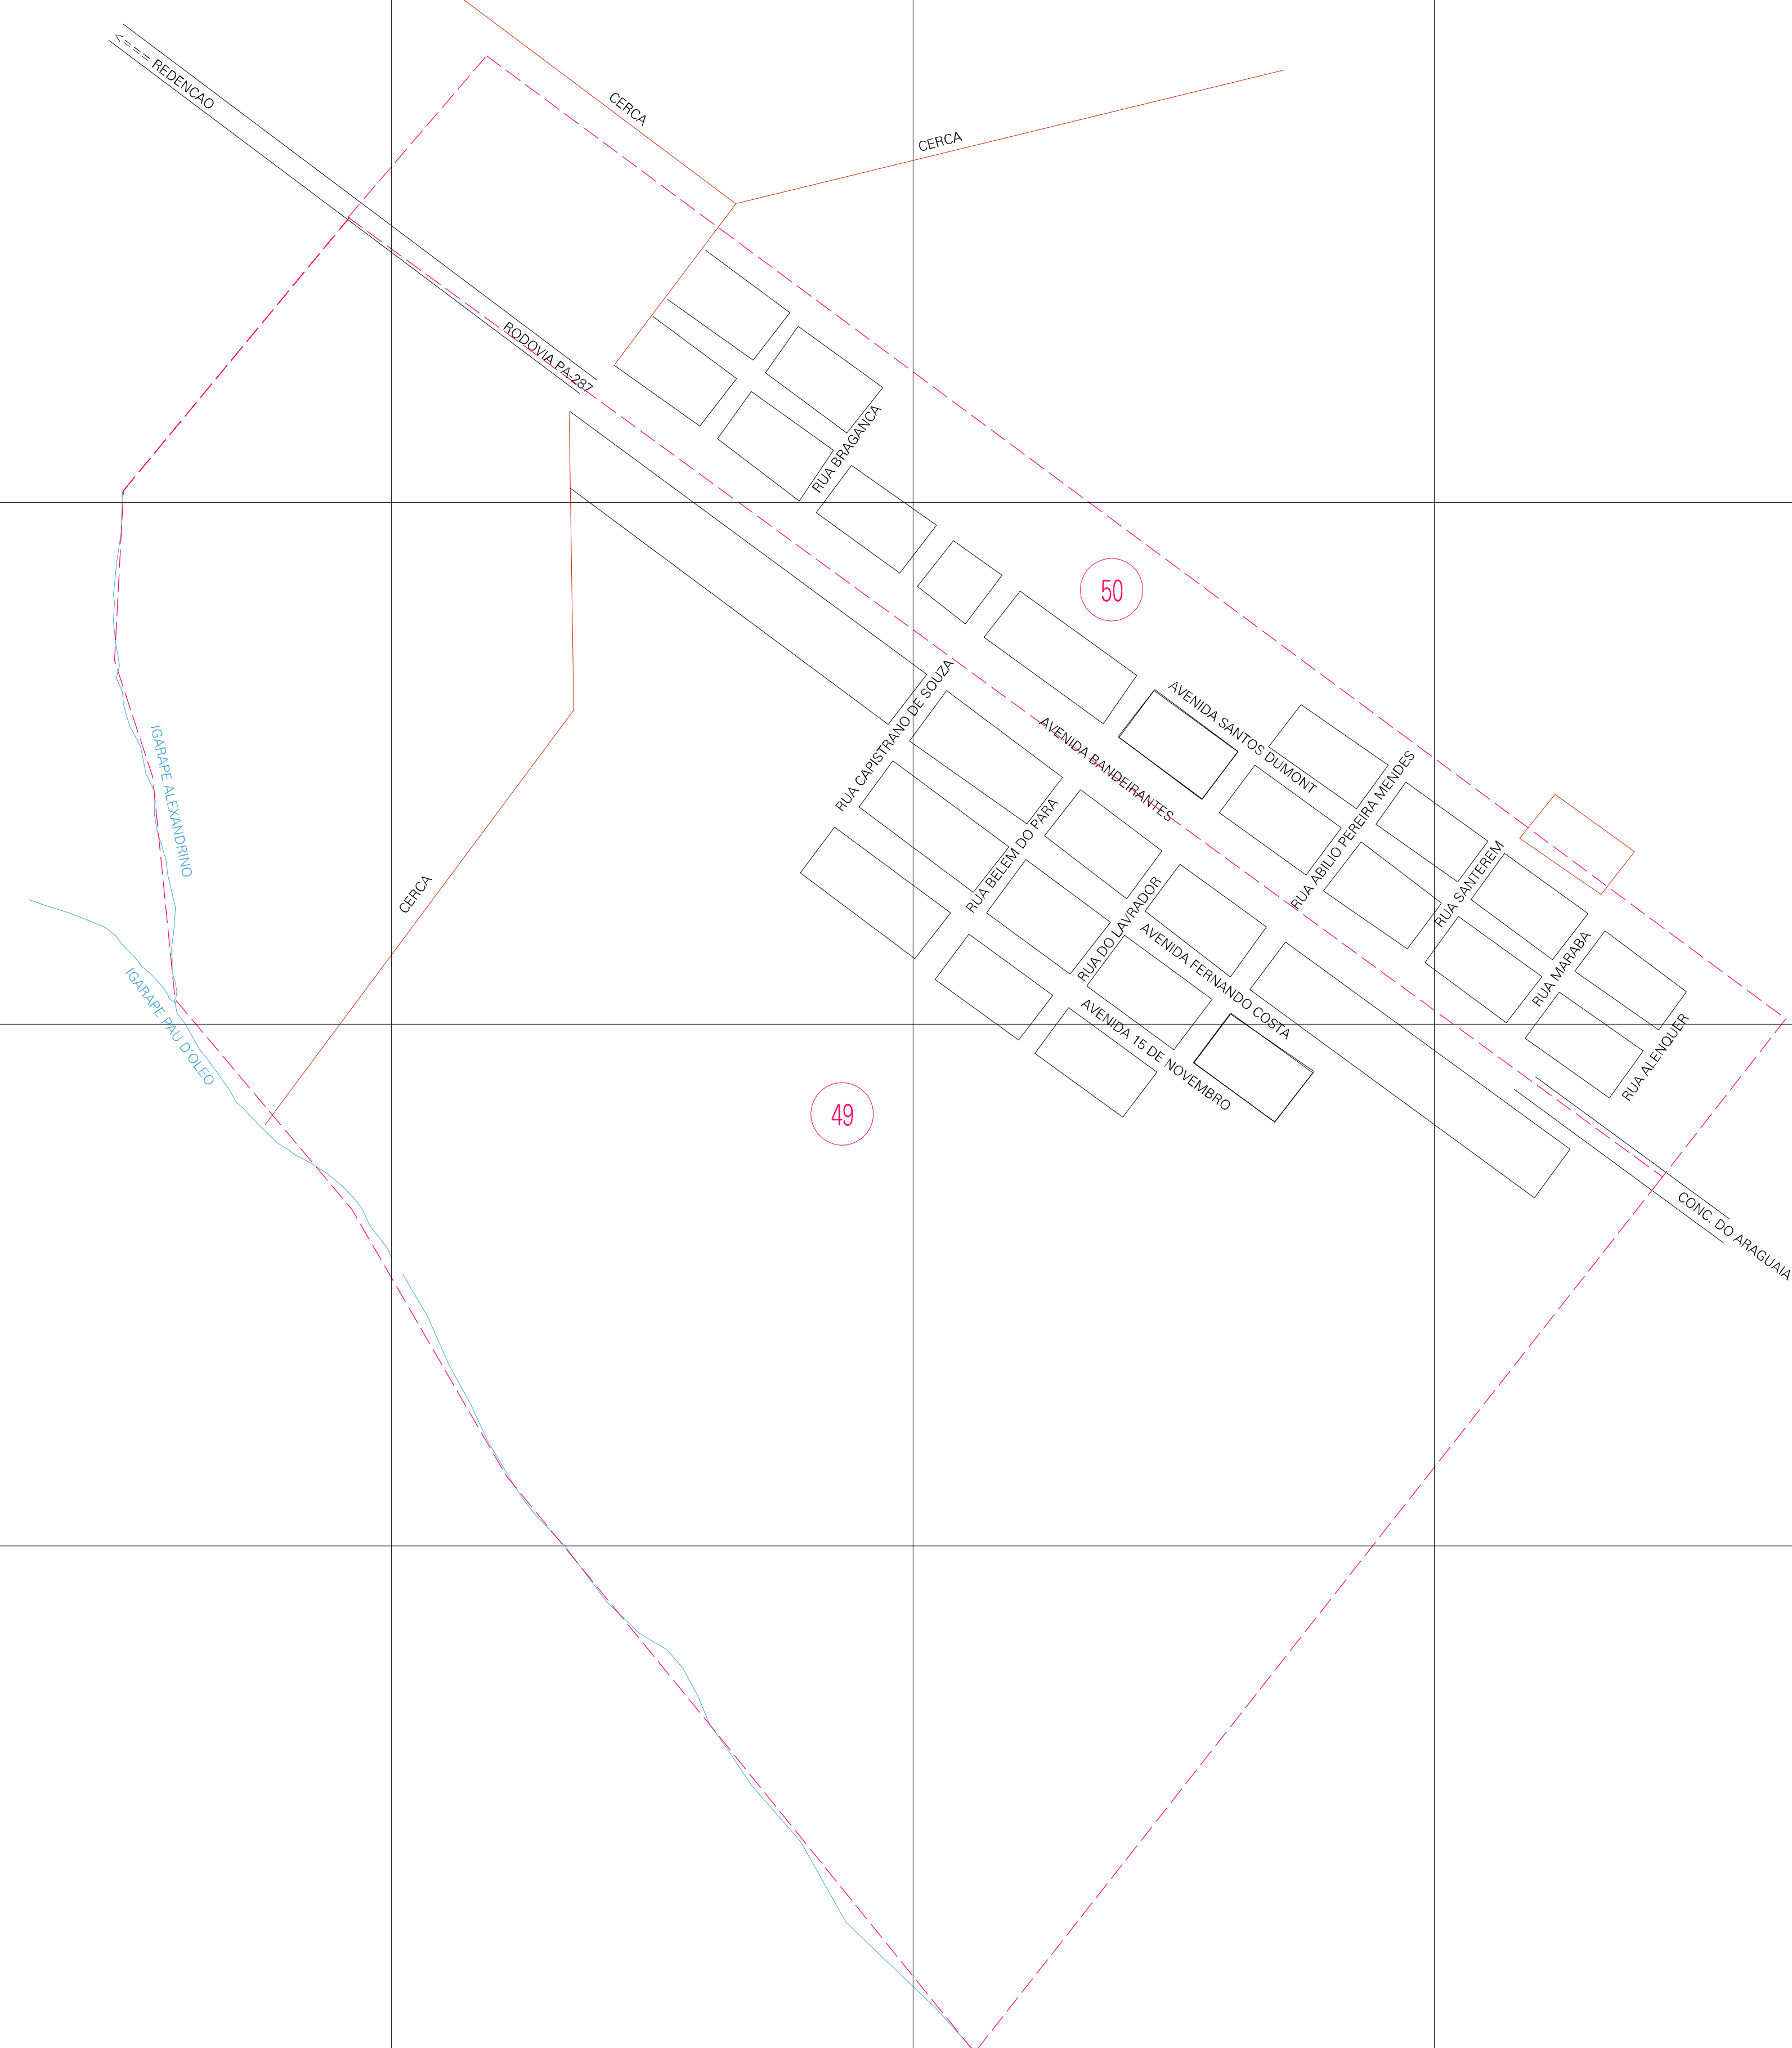 <=== REDENCAO
CERCA
CERCA
RODOVIA PA-287
RUA BRAGANCA
50
RUA CAPISTRANO DE SOUZA
AVENIDA SANTOS DUMONT
AVENIDA BANDEIRANTES
IGARAPE ALEXANDRINO
RUA ABILIO PEREIRA MENDES
RUA BELEM DO PARA
RUA SANTEREM
CERCA
RUA DO LAVRADOR
AVENIDA FERNANDO COSTA
RUA MARABA
IGARAPE PAU D'OLEO
AVENIDA 15 DE NOVEMBRO
RUA ALENQUER
49
CONC. DO ARAGUAIA